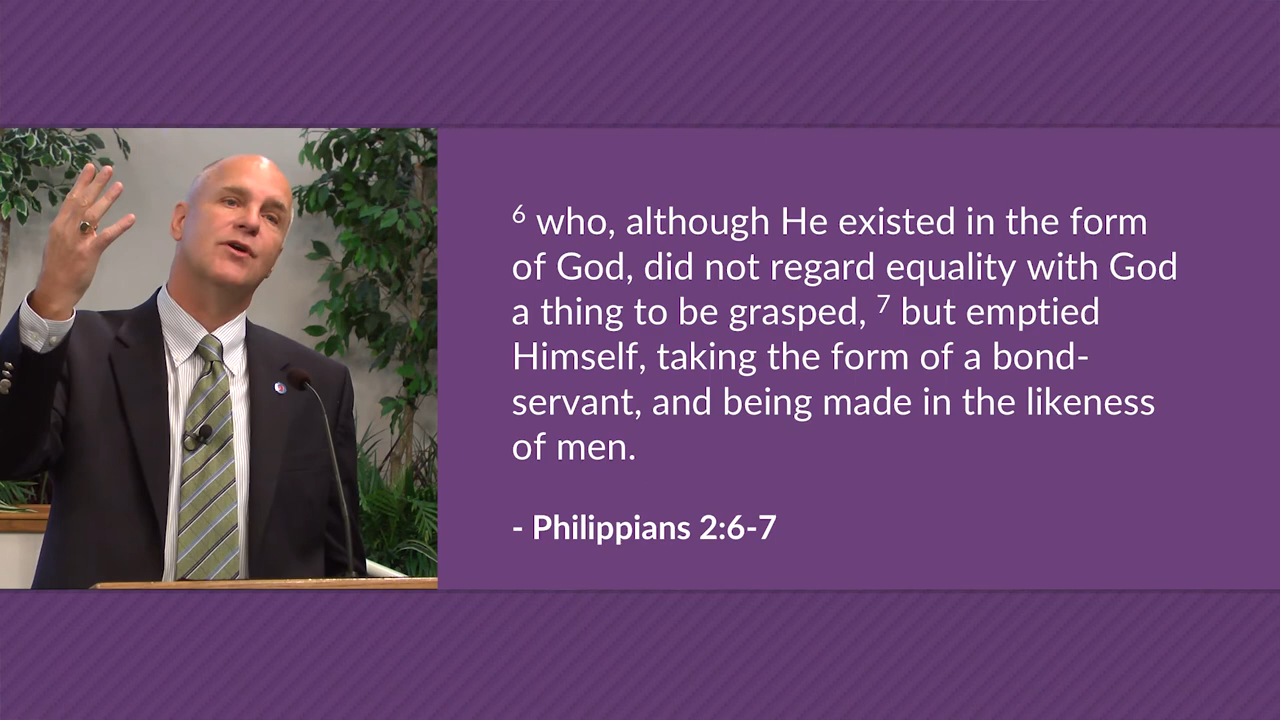 6 who, although He existed in the form
of God, did not regard equality with God
a thing to be grasped, 7 but emptied
Himself, taking the form of a bond-
servant, and being made in the likeness
of men.
- Philippians 2:6-7